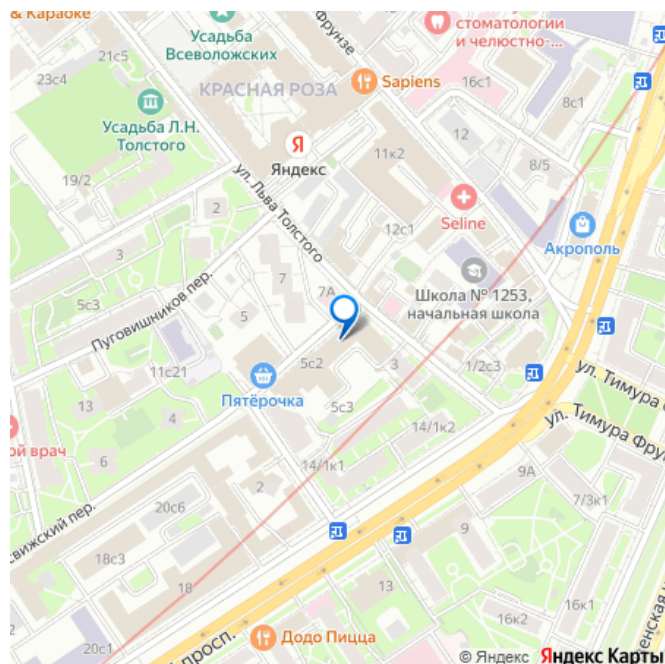 & Караоке
Усадьба
Всеволожских
Фрунзе
стоматологии
и челюстно-...
21с5
23с4
КРАСНАЯ РОЗА
Sapiens
16с1
8с1
Усадьба Л.Н.
Толстого
Я
Яндекс
12
11к2
8/5
19/2
ул. Льва Толстого
2
12с1
Seline
Акрополь
3
7
7А
Школа № 1253,
начальная школа
5с3
Пуговишников пер.
5
5с2
3
1/2с3
11с21
Пятёрочка
ул. Тимура
13
4
5с3
14/1к2
ул. Тимура Фру
ой врач
6
14/1к1
9А
2
7/3к1
20с6
свижский пер.
18с3
9
18
13
16к2
1к1
20с1
просп.
Додо Пицца
енская
© Яндекс Яндекс Карты